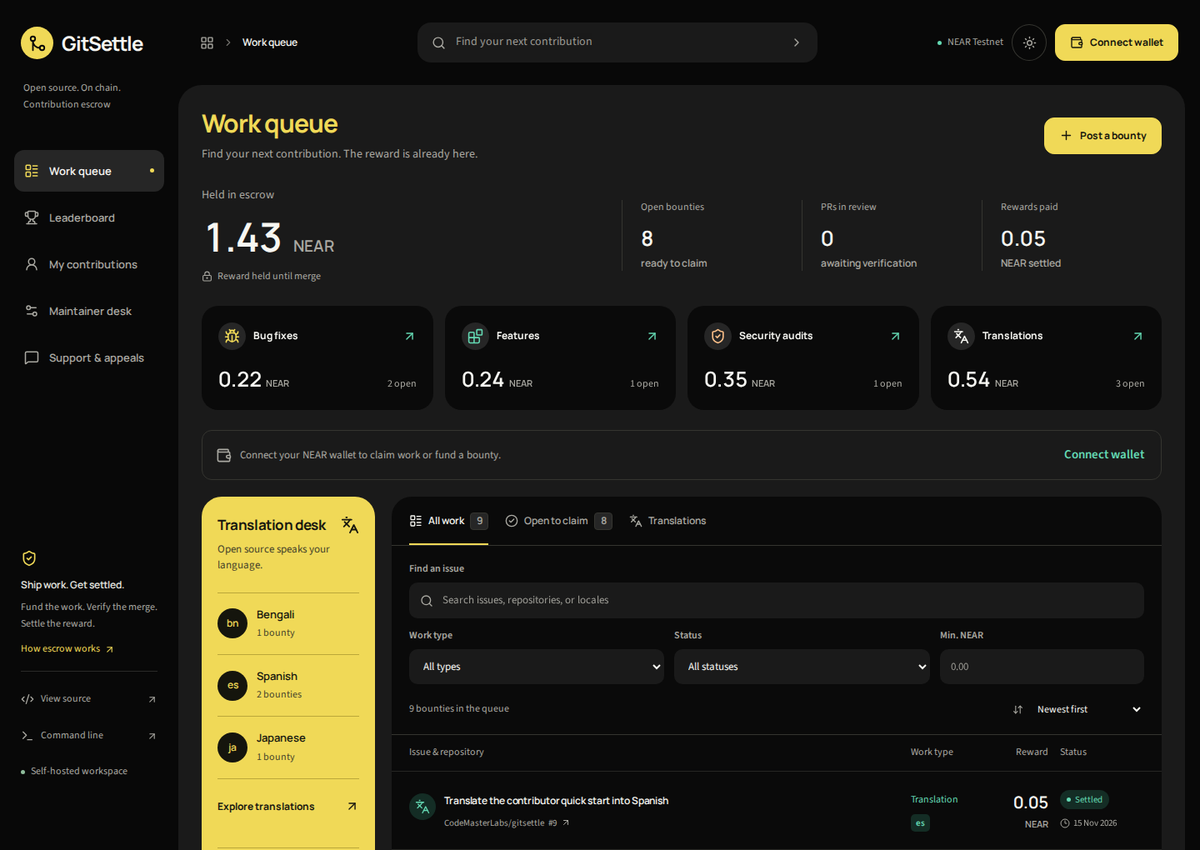 GitSettle
Open source. On chain.
Contribution escrow
Work queue
Leaderboard
My contributions
Maintainer desk
Support & appeals
Ship work. Get settled.
Fund the work. Verify the merge.
Settle the reward.
How escrow works
View source
Command line
Self-hosted workspace
Work queue
Find your next contribution
NEAR Testnet
Connect wallet
Work queue
Find your next contribution. The reward is already here.
Post a bounty
Held in escrow
1.43 NEAR
Reward held until merge
Open bounties
8
ready to claim
PRs in review
0
awaiting verification
Rewards paid
0.05
NEAR settled
Bug fixes
0.22 NEAR
2 open
Features
0.24 NEAR
1 open
Security audits
0.35 NEAR
1 open
Translations
0.54 NEAR
3 open
Connect your NEAR wallet to claim work or fund a bounty.
Connect wallet
Translation desk
Open source speaks your
language.
bn
Bengali
1 bounty
es
Spanish
2 bounties
ja
Japanese
1 bounty
Explore translations
All work 9
Open to claim 8
Translations
Find an issue
Search issues, repositories, or locales
Work type
All types
Status
All statuses
Min. NEAR
0.00
9 bounties in the queue
Newest first
Issue & repository
Work type
Reward
Status
Translate the contributor quick start into Spanish
CodeMasterLabs/gitsettle #9
Translation
es
0.05
NEAR
Settled
15 Nov 2026